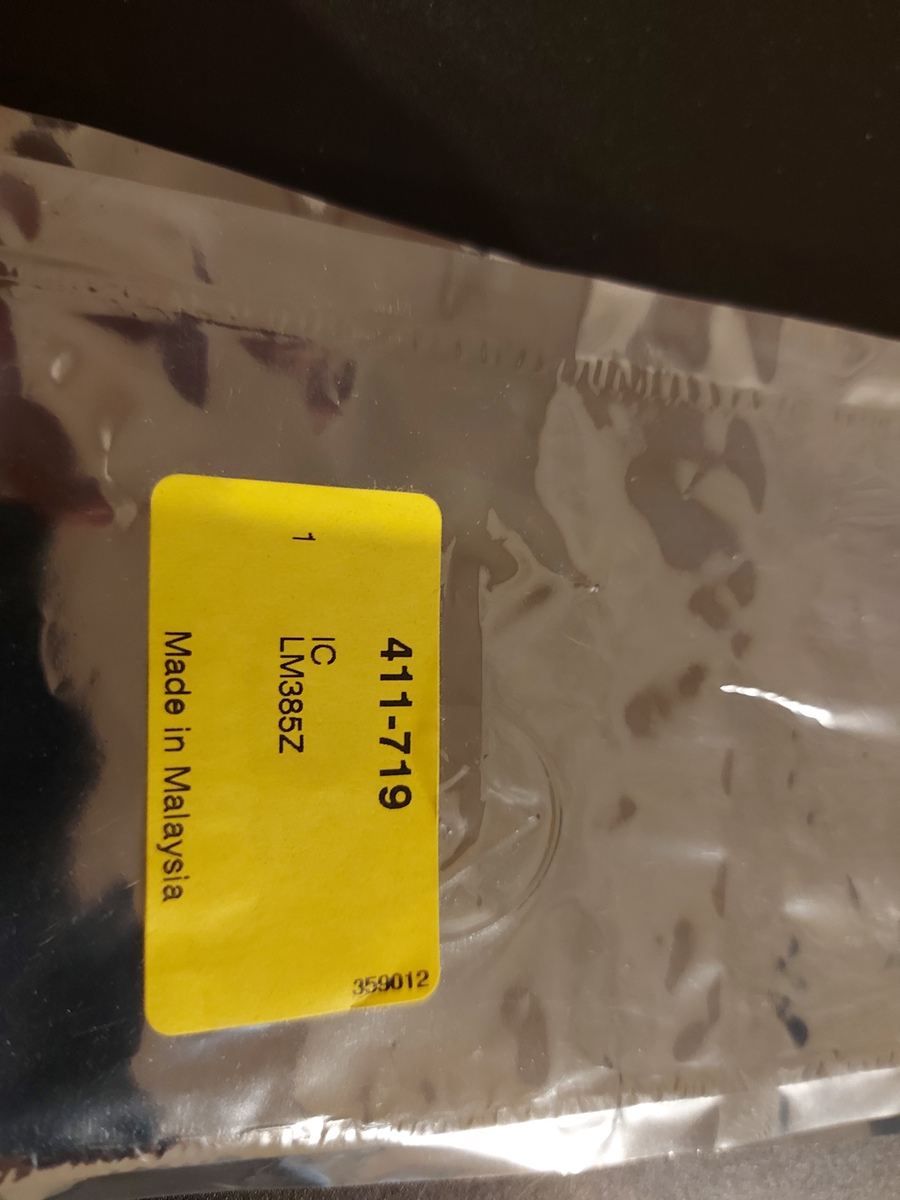 411-719
IC
1
LM385Z
Made in Malaysia
359012